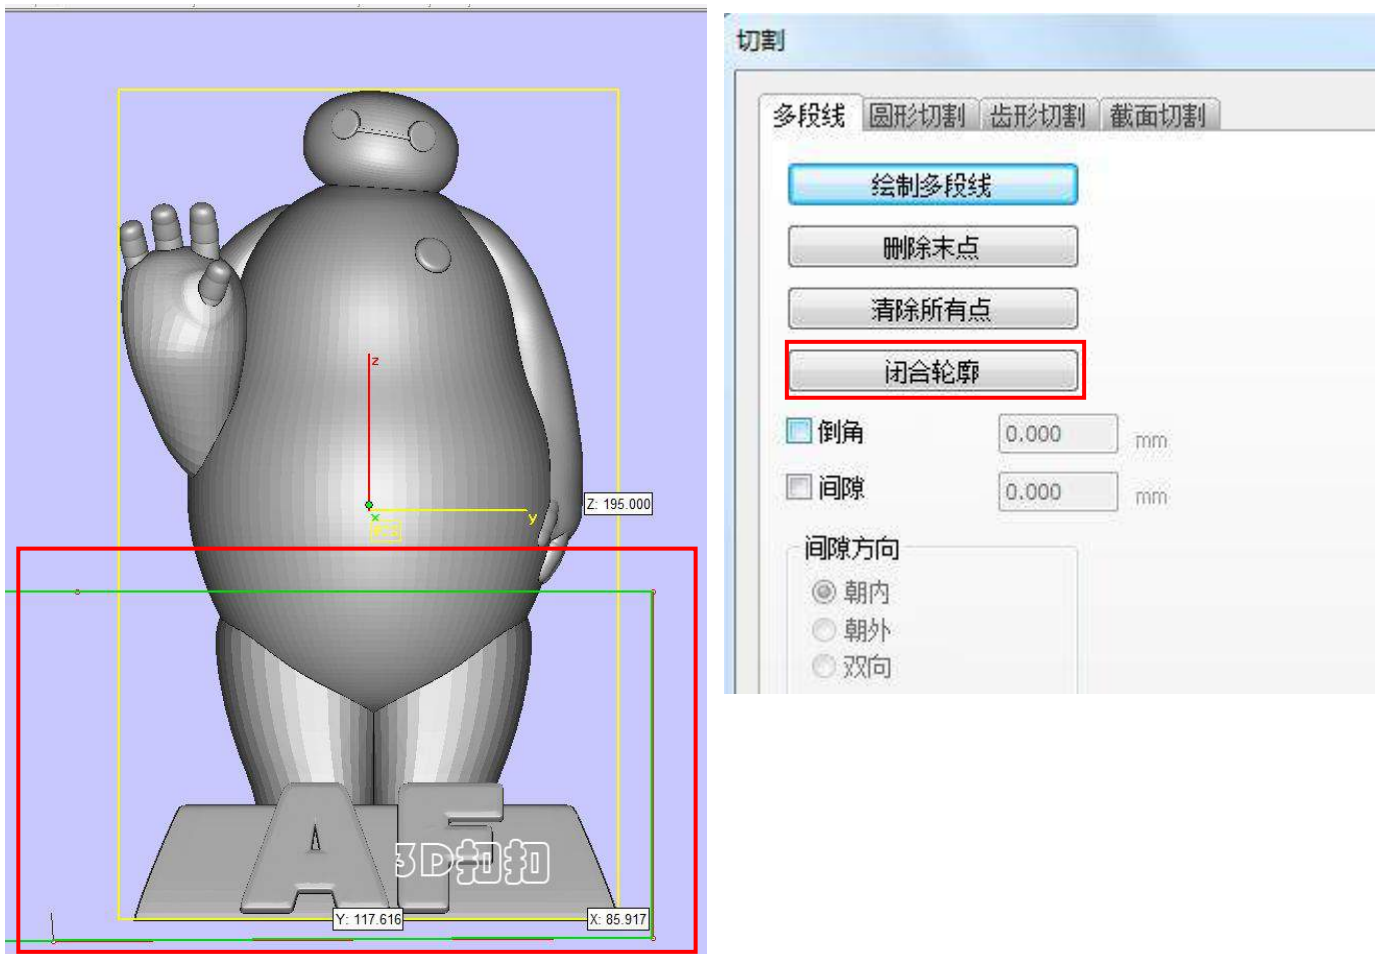 z
x
y
Z: 195.000
A F
3D扣扣
Y: 117.616
X: 85.917
切割
多段线 圆形切割 齿形切割 截面切割
绘制多段线
删除末点
清除所有点
闭合轮廓
倒角 0.000 mm
间隙 0.000 mm
间隙方向
朝内
朝外
双向